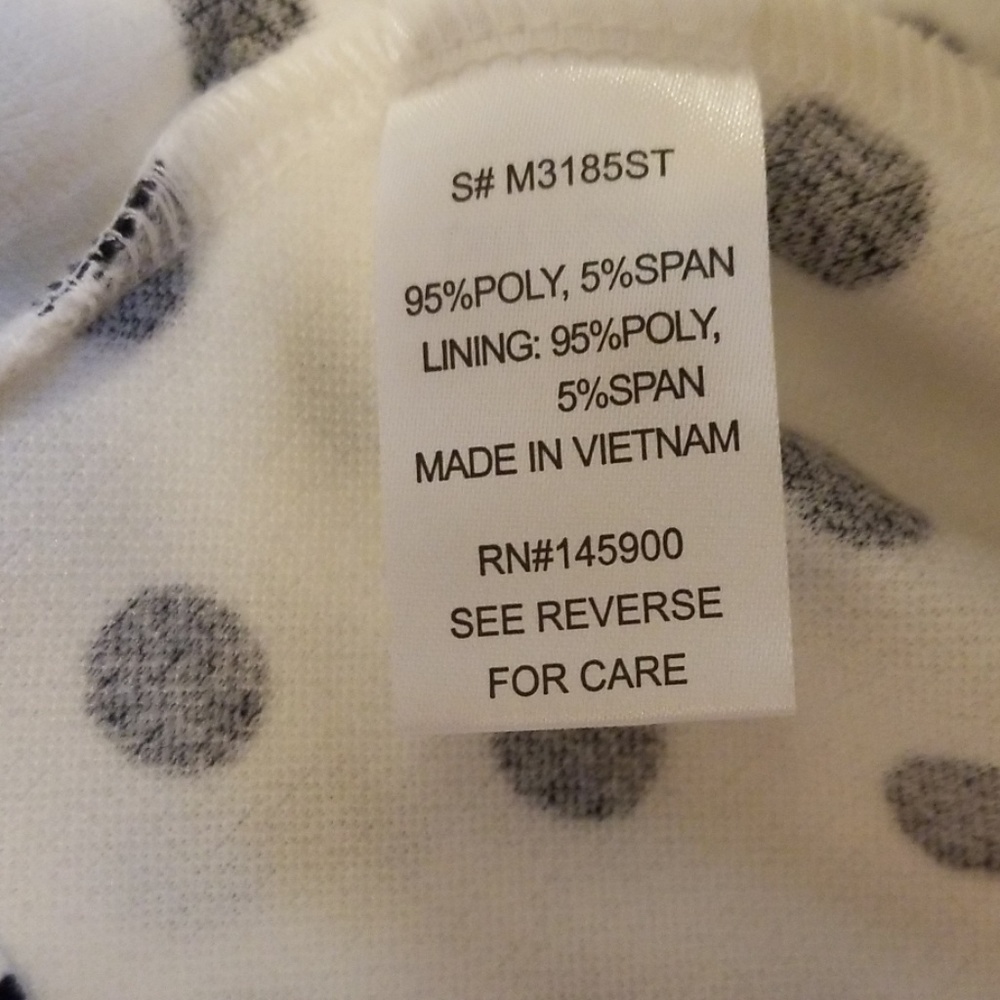 S# M3185ST
95%POLY, 5%SPAN
LINING: 95%POLY,
5%SPAN
MADE IN VIETNAM
RN#145900
SEE REVERSE
FOR CARE